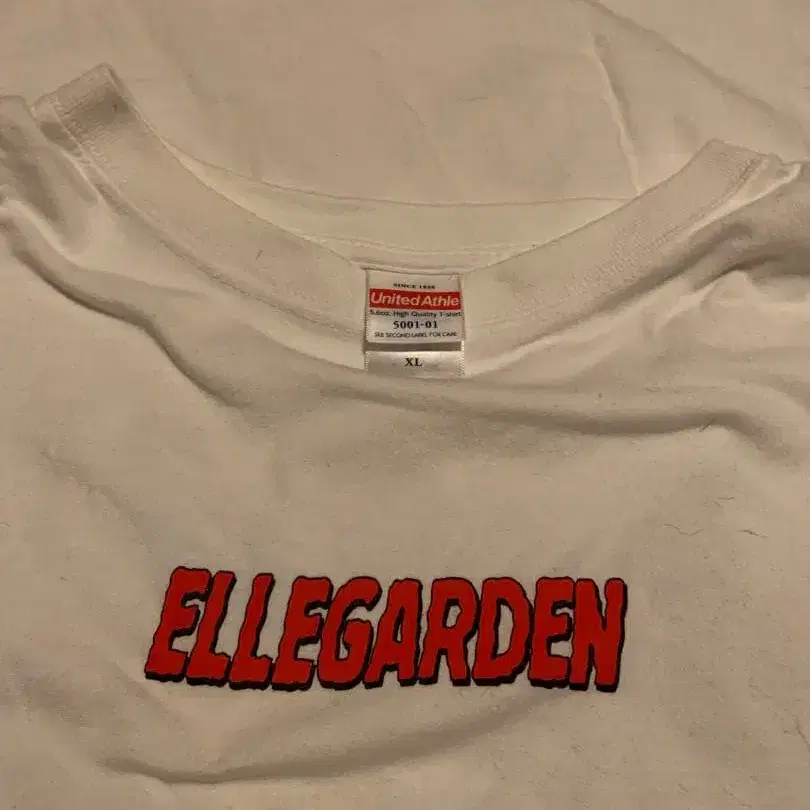 SINCE 1888
United Athle
5.6oz. High Quality T-shirt
5001-01
SEE SECOND LABEL FOR CARE
XL
ELLEGARDEN